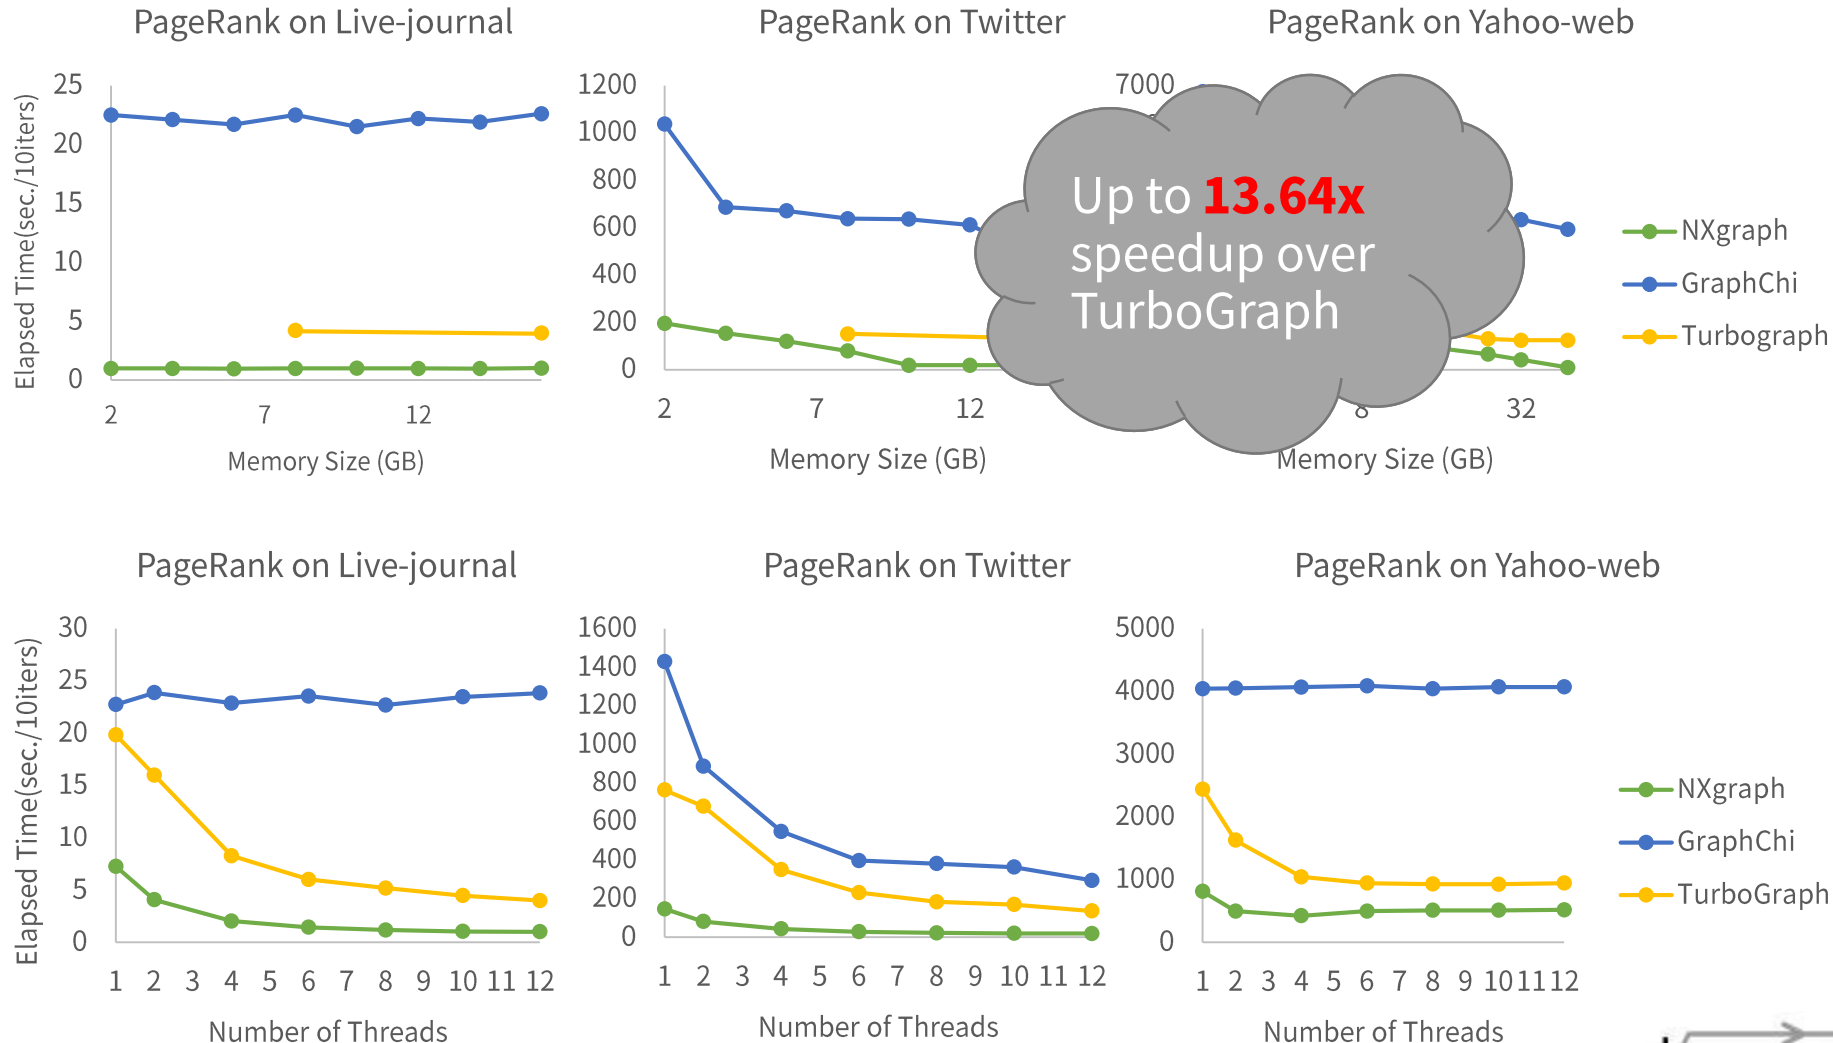 PageRank on Live-journal
PageRank on Twitter
PageRank on Yahoo-web
Elapsed Time(sec./10iters)
25
20
15
10
5
0
2 7 12
Memory Size (GB)
1200
1000
800
600
400
200
0
2 7 12
Memory Size (GB)
7000
8 32
Memory Size (GB)
Up to 13.64x
speedup over
TurboGraph
NXgraph
GraphChi
Turbograph
PageRank on Live-journal
PageRank on Twitter
PageRank on Yahoo-web
Elapsed Time(sec./10iters)
30
25
20
15
10
5
0
1 2 3 4 5 6 7 8 9 10 11 12
Number of Threads
1600
1400
1200
1000
800
600
400
200
0
1 2 3 4 5 6 7 8 9 10 11 12
Number of Threads
5000
4000
3000
2000
1000
0
1 2 3 4 5 6 7 8 9 10 11 12
Number of Threads
NXgraph
GraphChi
TurboGraph